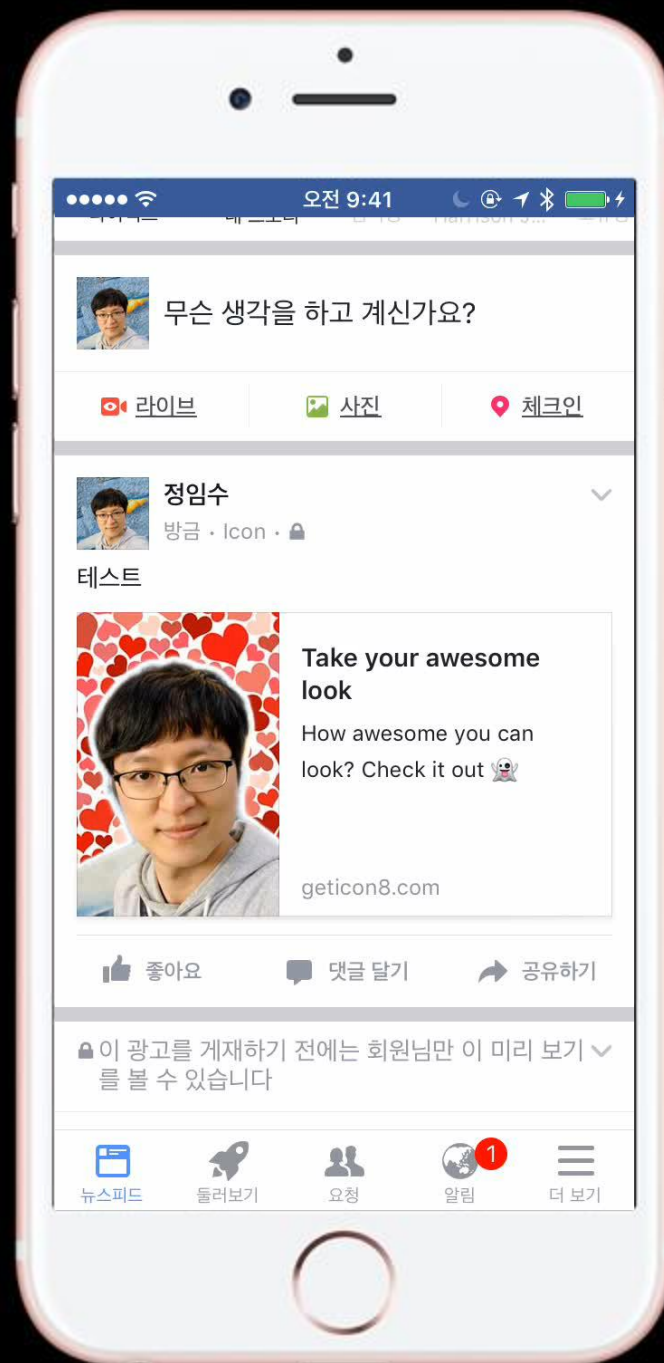 오전 9:41
무슨 생각을 하고 계신가요?
라이브
사진
체크인
정임수
방금 · Icon ·
테스트
Take your awesome
look
How awesome you can
look? Check it out 👻
geticon8.com
좋아요
댓글 달기
공유하기
이 광고를 게재하기 전에는 회원님만 이 미리 보기
를 볼 수 있습니다
1
뉴스피드
둘러보기
요청
알림
더 보기